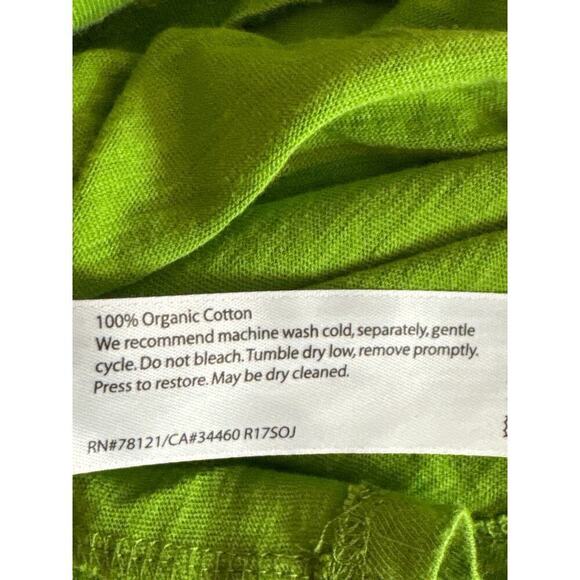 100% Organic Cotton
We recommend machine wash cold, separately, gentle
cycle. Do not bleach. Tumble dry low, remove promptly.
Press to restore. May be dry cleaned.
RN#78121/CA#34460 R17SOJ